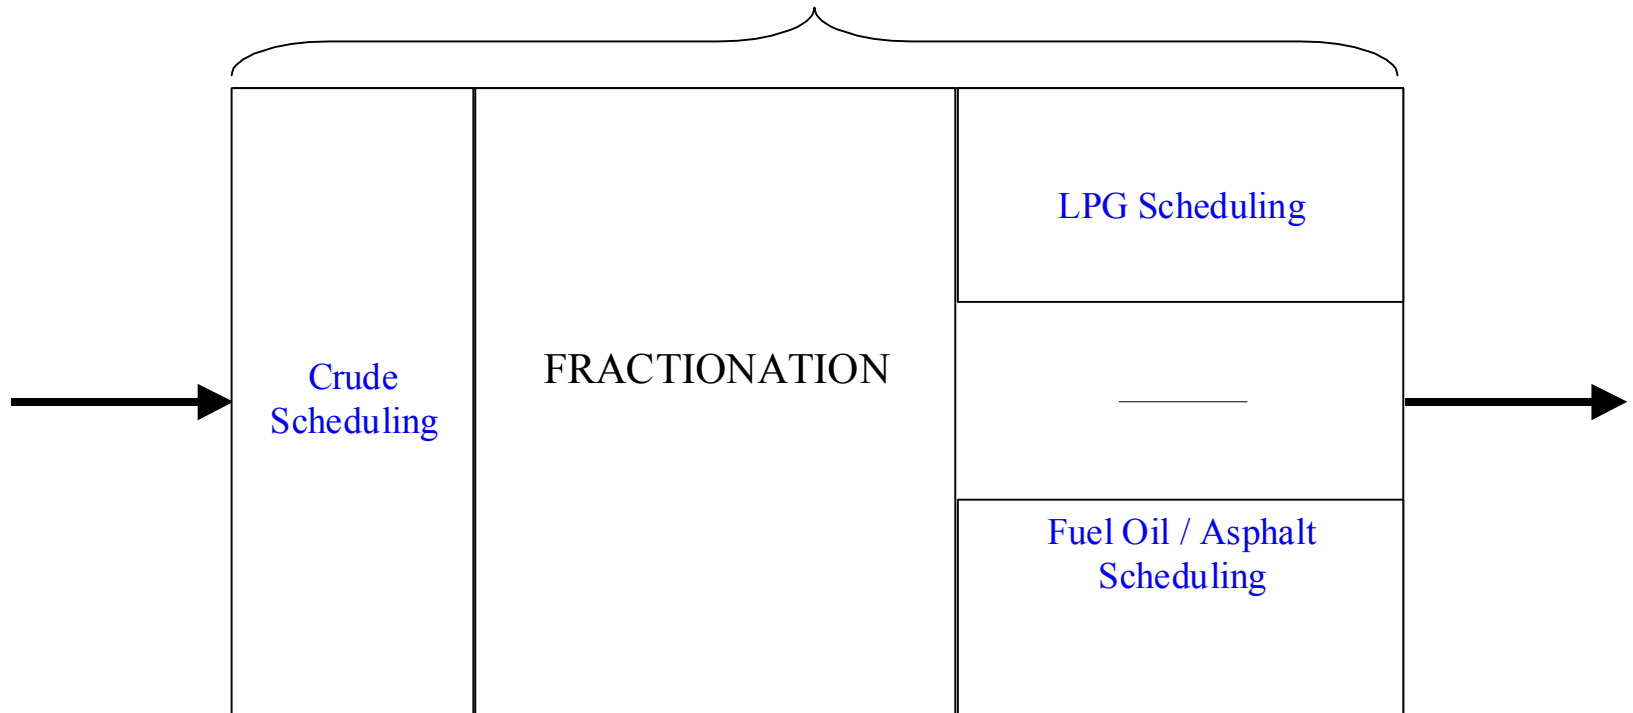 LPG Scheduling
FRACTIONATION
Crude
Scheduling
Fuel Oil / Asphalt
Scheduling